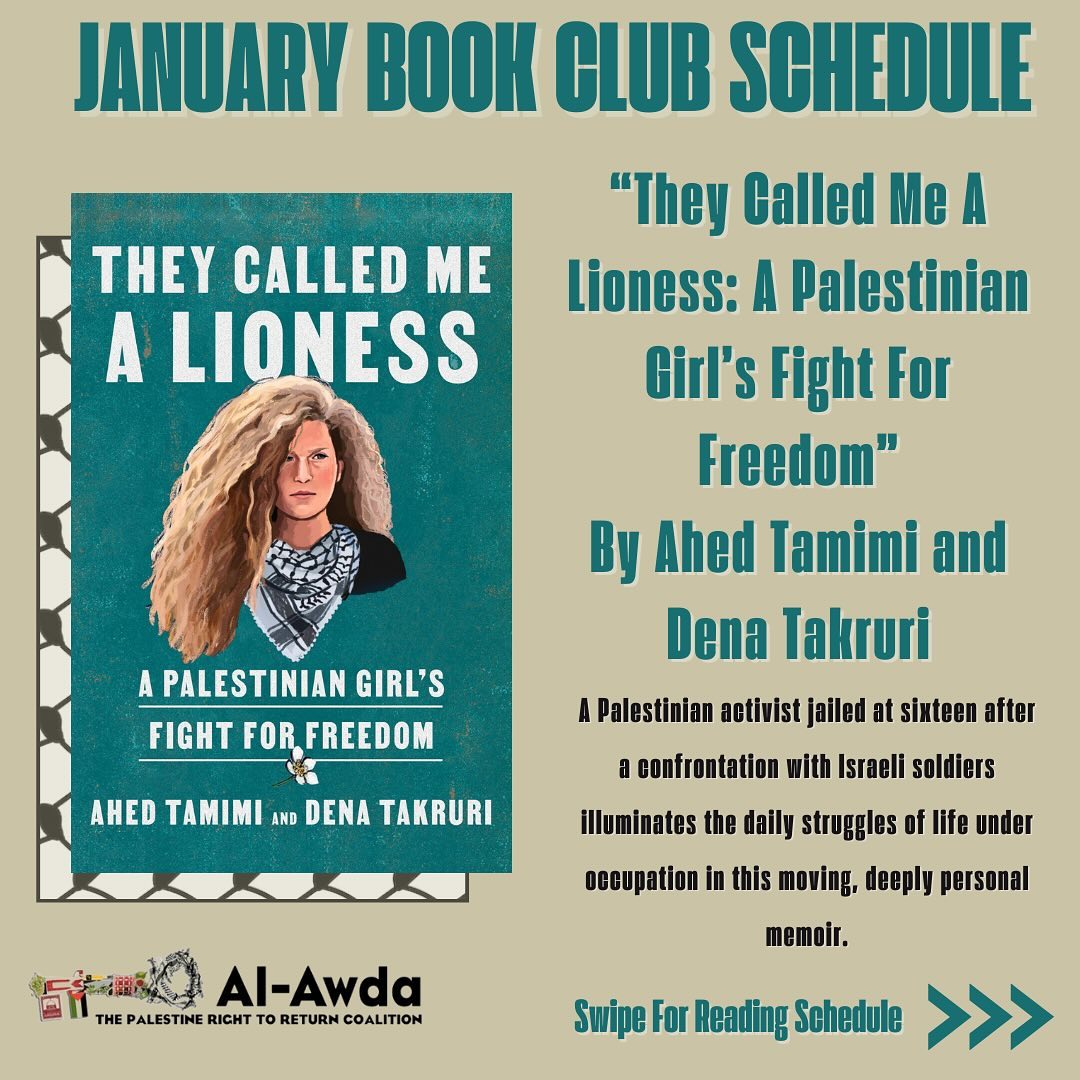 JANUARY BOOK CLUB SCHEDULE
THEY CALLED ME
A LIONESS
A PALESTINIAN GIRL'S
FIGHT FOR FREEDOM
AHED TAMIMI AND DENA TAKRURI
“They Called Me A
Lioness: A Palestinian
Girl’s Fight For
Freedom”
By Ahed Tamimi and
Dena Takruri
A Palestinian activist jailed at sixteen after
a confrontation with Israeli soldiers
illuminates the daily struggles of life under
occupation in this moving, deeply personal
memoir.
Al-Awda
THE PALESTINE RIGHT TO RETURN COALITION
Swipe For Reading Schedule